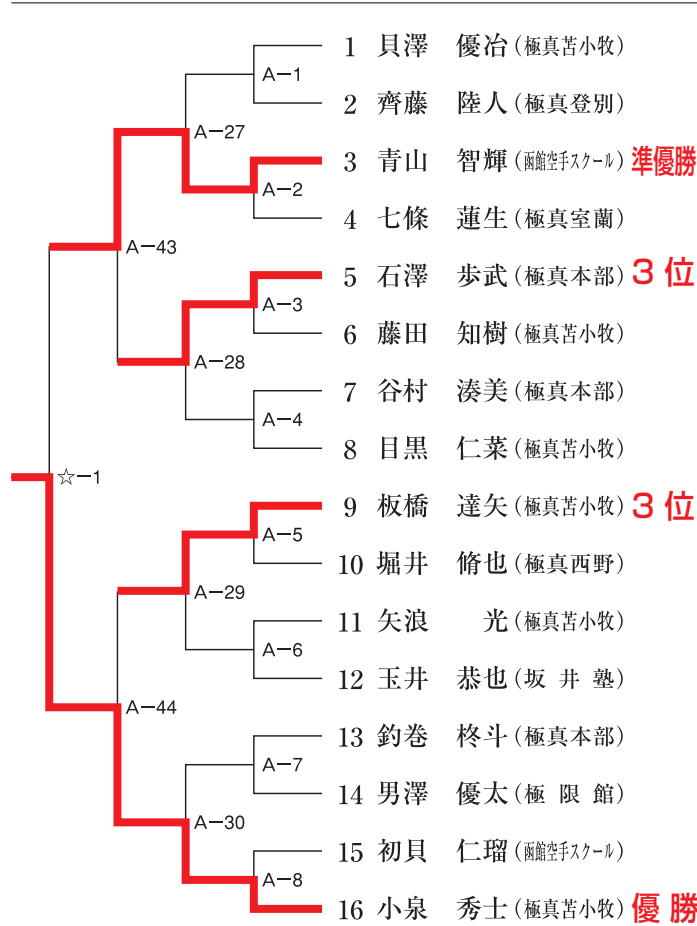 1 貝澤 優冶(極真苫小牧)
A-1
2 齊藤 陸人(極真登別)
A-27
3 青山 智輝(函館空手スクール) 準優勝
A-2
4 七條 蓮生(極真室蘭)
A-43
5 石澤 歩武(極真本部) 3位
A-3
6 藤田 知樹(極真苫小牧)
A-28
7 谷村 湊美(極真本部)
A-4
8 目黒 仁菜(極真苫小牧)
☆-1
9 板橋 達矢(極真苫小牧) 3位
A-5
10 堀井 脩也(極真西野)
A-29
11 矢浪 光(極真苫小牧)
A-6
12 玉井 恭也(坂井塾)
A-44
13 釣巻 柊斗(極真本部)
A-7
14 男澤 優太(極限館)
A-30
15 初貝 仁瑠(函館空手スクール)
A-8
16 小泉 秀士(極真苫小牧) 優勝